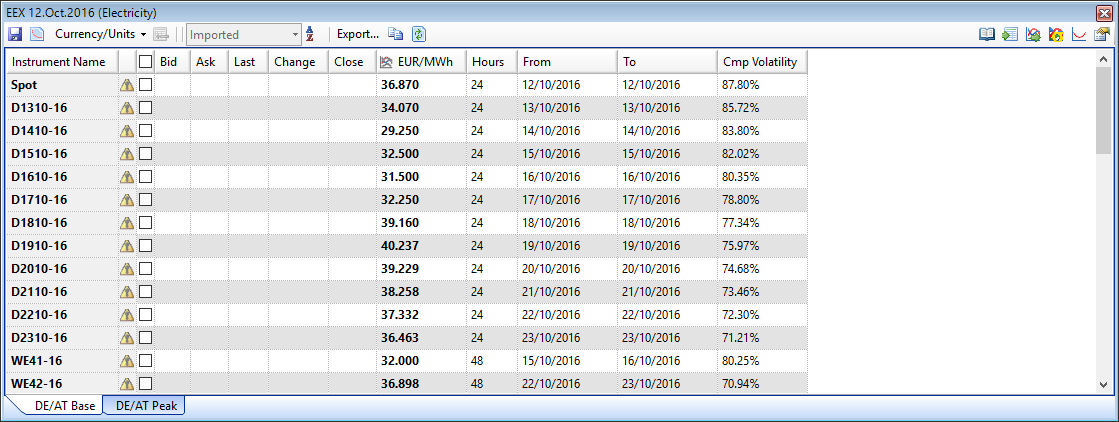 EEX 12.Oct.2016 (Electricity)
Currency/Units Imported A Z Export...
Instrument Name Bid Ask Last Change Close EUR/MWh Hours From To Cmp Volatility
Spot 36.870 24 12/10/2016 12/10/2016 87.80%
D1310-16 34.070 24 13/10/2016 13/10/2016 85.72%
D1410-16 29.250 24 14/10/2016 14/10/2016 83.80%
D1510-16 32.500 24 15/10/2016 15/10/2016 82.02%
D1610-16 31.500 24 16/10/2016 16/10/2016 80.35%
D1710-16 32.250 24 17/10/2016 17/10/2016 78.80%
D1810-16 39.160 24 18/10/2016 18/10/2016 77.34%
D1910-16 40.237 24 19/10/2016 19/10/2016 75.97%
D2010-16 39.229 24 20/10/2016 20/10/2016 74.68%
D2110-16 38.258 24 21/10/2016 21/10/2016 73.46%
D2210-16 37.332 24 22/10/2016 22/10/2016 72.30%
D2310-16 36.463 24 23/10/2016 23/10/2016 71.21%
WE41-16 32.000 48 15/10/2016 16/10/2016 80.25%
WE42-16 36.898 48 22/10/2016 23/10/2016 70.94%
DE/AT Base DE/AT Peak